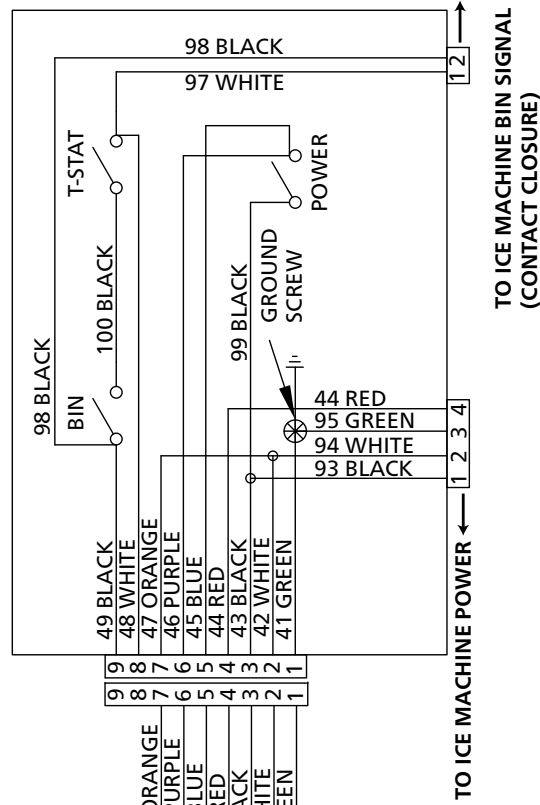 98 BLACK
97 WHITE
1 2
TO ICE MACHINE BIN SIGNAL
(CONTACT CLOSURE)
T-STAT
POWER
100 BLACK
99 BLACK
GROUND
SCREW
98 BLACK
BIN
44 RED
95 GREEN
94 WHITE
93 BLACK
1 2 3 4
TO ICE MACHINE POWER
49 BLACK
48 WHITE
47 ORANGE
46 PURPLE
45 BLUE
44 RED
43 BLACK
42 WHITE
41 GREEN
9 8 7 6 5 4 3 2 1
9 8 7 6 5 4 3 2 1
ORANGE
PURPLE
BLUE
RED
ACK
HITE
EEN